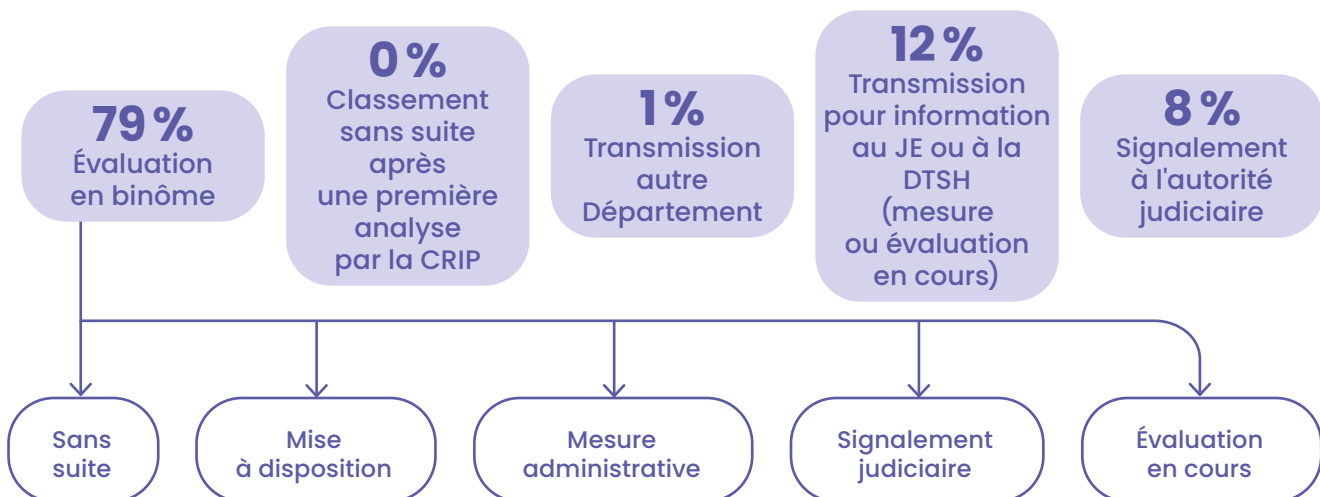 79 %
Évaluation
en binôme
0 %
Classement
sans suite
après
une première
analyse
par la CRIP
1 %
Transmission
autre
Département
12 %
Transmission
pour information
au JE ou à la
DTSH
(mesure
ou évaluation
en cours)
8 %
Signalement
à l'autorité
judiciaire
Sans
suite
Mise
à disposition
Mesure
administrative
Signalement
judiciaire
Évaluation
en cours